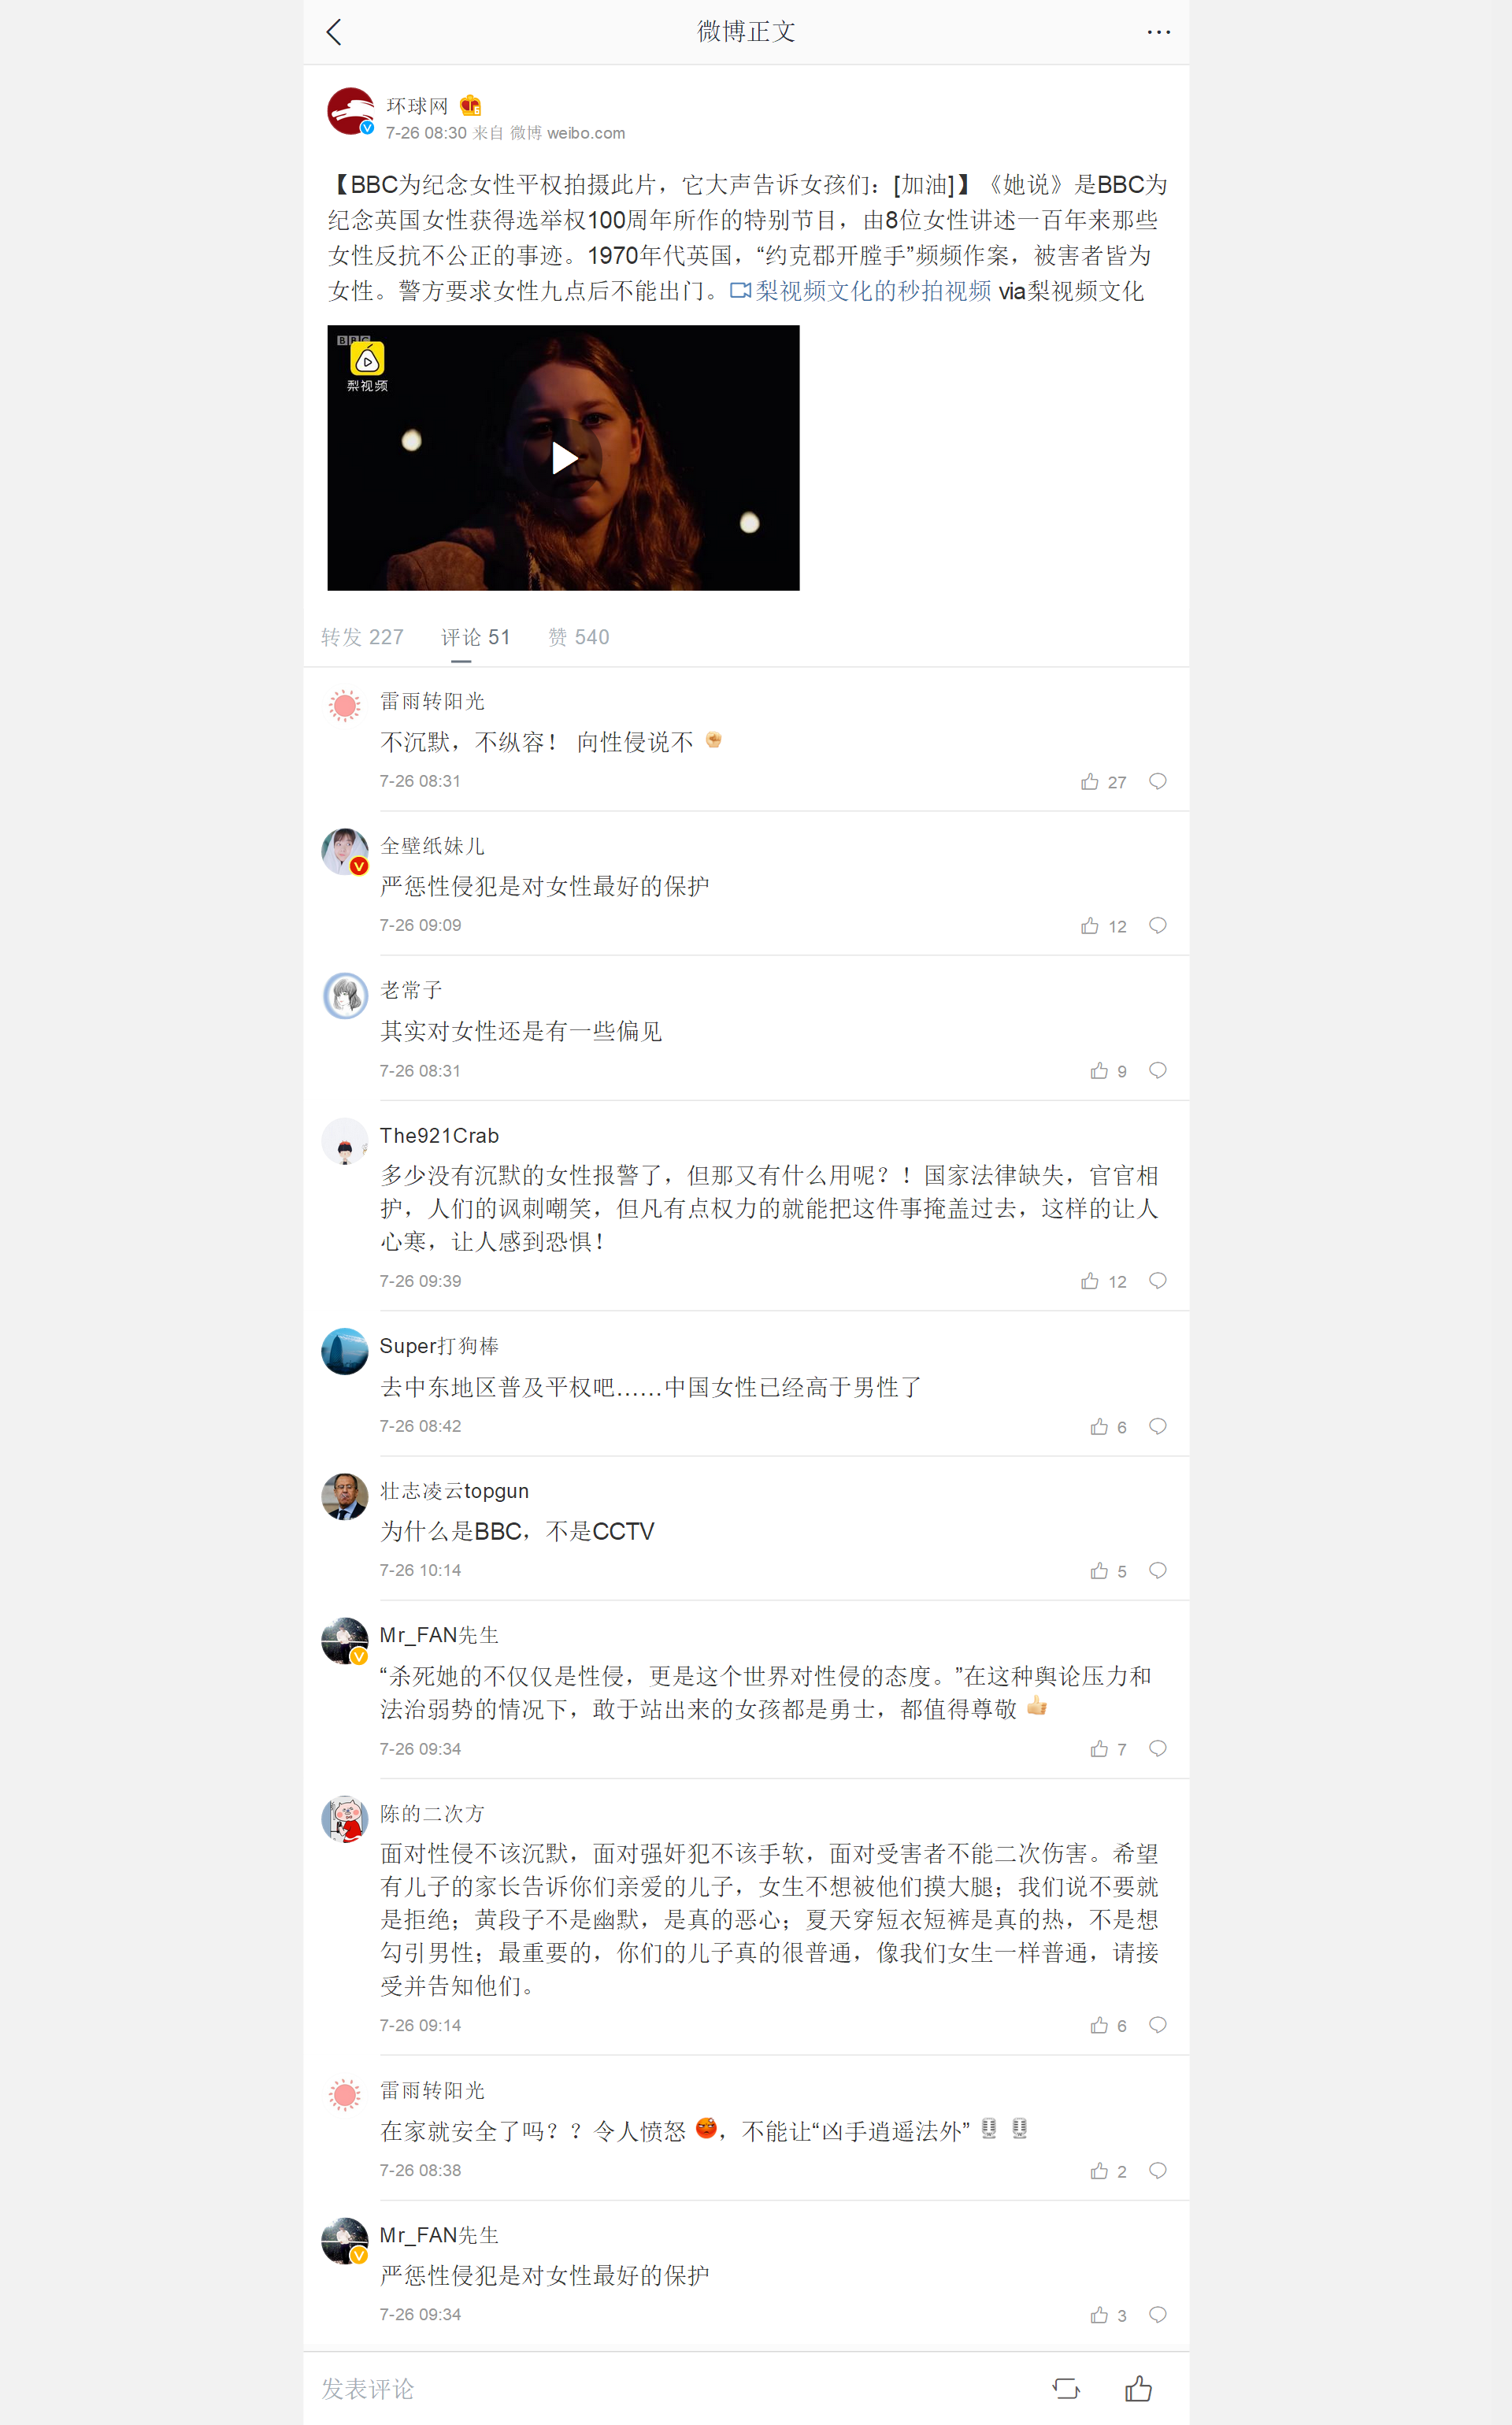 微博正文
环球网
7-26 08:30 来自 微博 weibo.com
【BBC为纪念女性平权拍摄此片，它大声告诉女孩们：[加油]】《她说》是BBC为
纪念英国女性获得选举权100周年所作的特别节目，由8位女性讲述一百年来那些
女性反抗不公正的事迹。1970年代英国，“约克郡开膛手”频频作案，被害者皆为
女性。警方要求女性九点后不能出门。梨视频文化的秒拍视频 via梨视频文化
BBC
梨视频
转发 227 评论 51 赞 540
雷雨转阳光
不沉默，不纵容！ 向性侵说不
7-26 08:31 27
全壁纸妹儿
严惩性侵犯是对女性最好的保护
7-26 09:09 12
老常子
其实对女性还是有一些偏见
7-26 08:31 9
The921Crab
多少没有沉默的女性报警了，但那又有什么用呢？！国家法律缺失，官官相
护，人们的讽刺嘲笑，但凡有点权力的就能把这件事掩盖过去，这样的让人
心寒，让人感到恐惧！
7-26 09:39 12
Super打狗棒
去中东地区普及平权吧……中国女性已经高于男性了
7-26 08:42 6
壮志凌云topgun
为什么是BBC，不是CCTV
7-26 10:14 5
Mr_FAN先生
“杀死她的不仅仅是性侵，更是这个世界对性侵的态度。”在这种舆论压力和
法治弱势的情况下，敢于站出来的女孩都是勇士，都值得尊敬
7-26 09:34 7
陈的二次方
面对性侵不该沉默，面对强奸犯不该手软，面对受害者不能二次伤害。希望
有儿子的家长告诉你们亲爱的儿子，女生不想被他们摸大腿；我们说不要就
是拒绝；黄段子不是幽默，是真的恶心；夏天穿短衣短裤是真的热，不是想
勾引男性；最重要的，你们的儿子真的很普通，像我们女生一样普通，请接
受并告知他们。
7-26 09:14 6
雷雨转阳光
在家就安全了吗？？令人愤怒 ，不能让“凶手逍遥法外”
7-26 08:38 2
Mr_FAN先生
严惩性侵犯是对女性最好的保护
7-26 09:34 3
发表评论